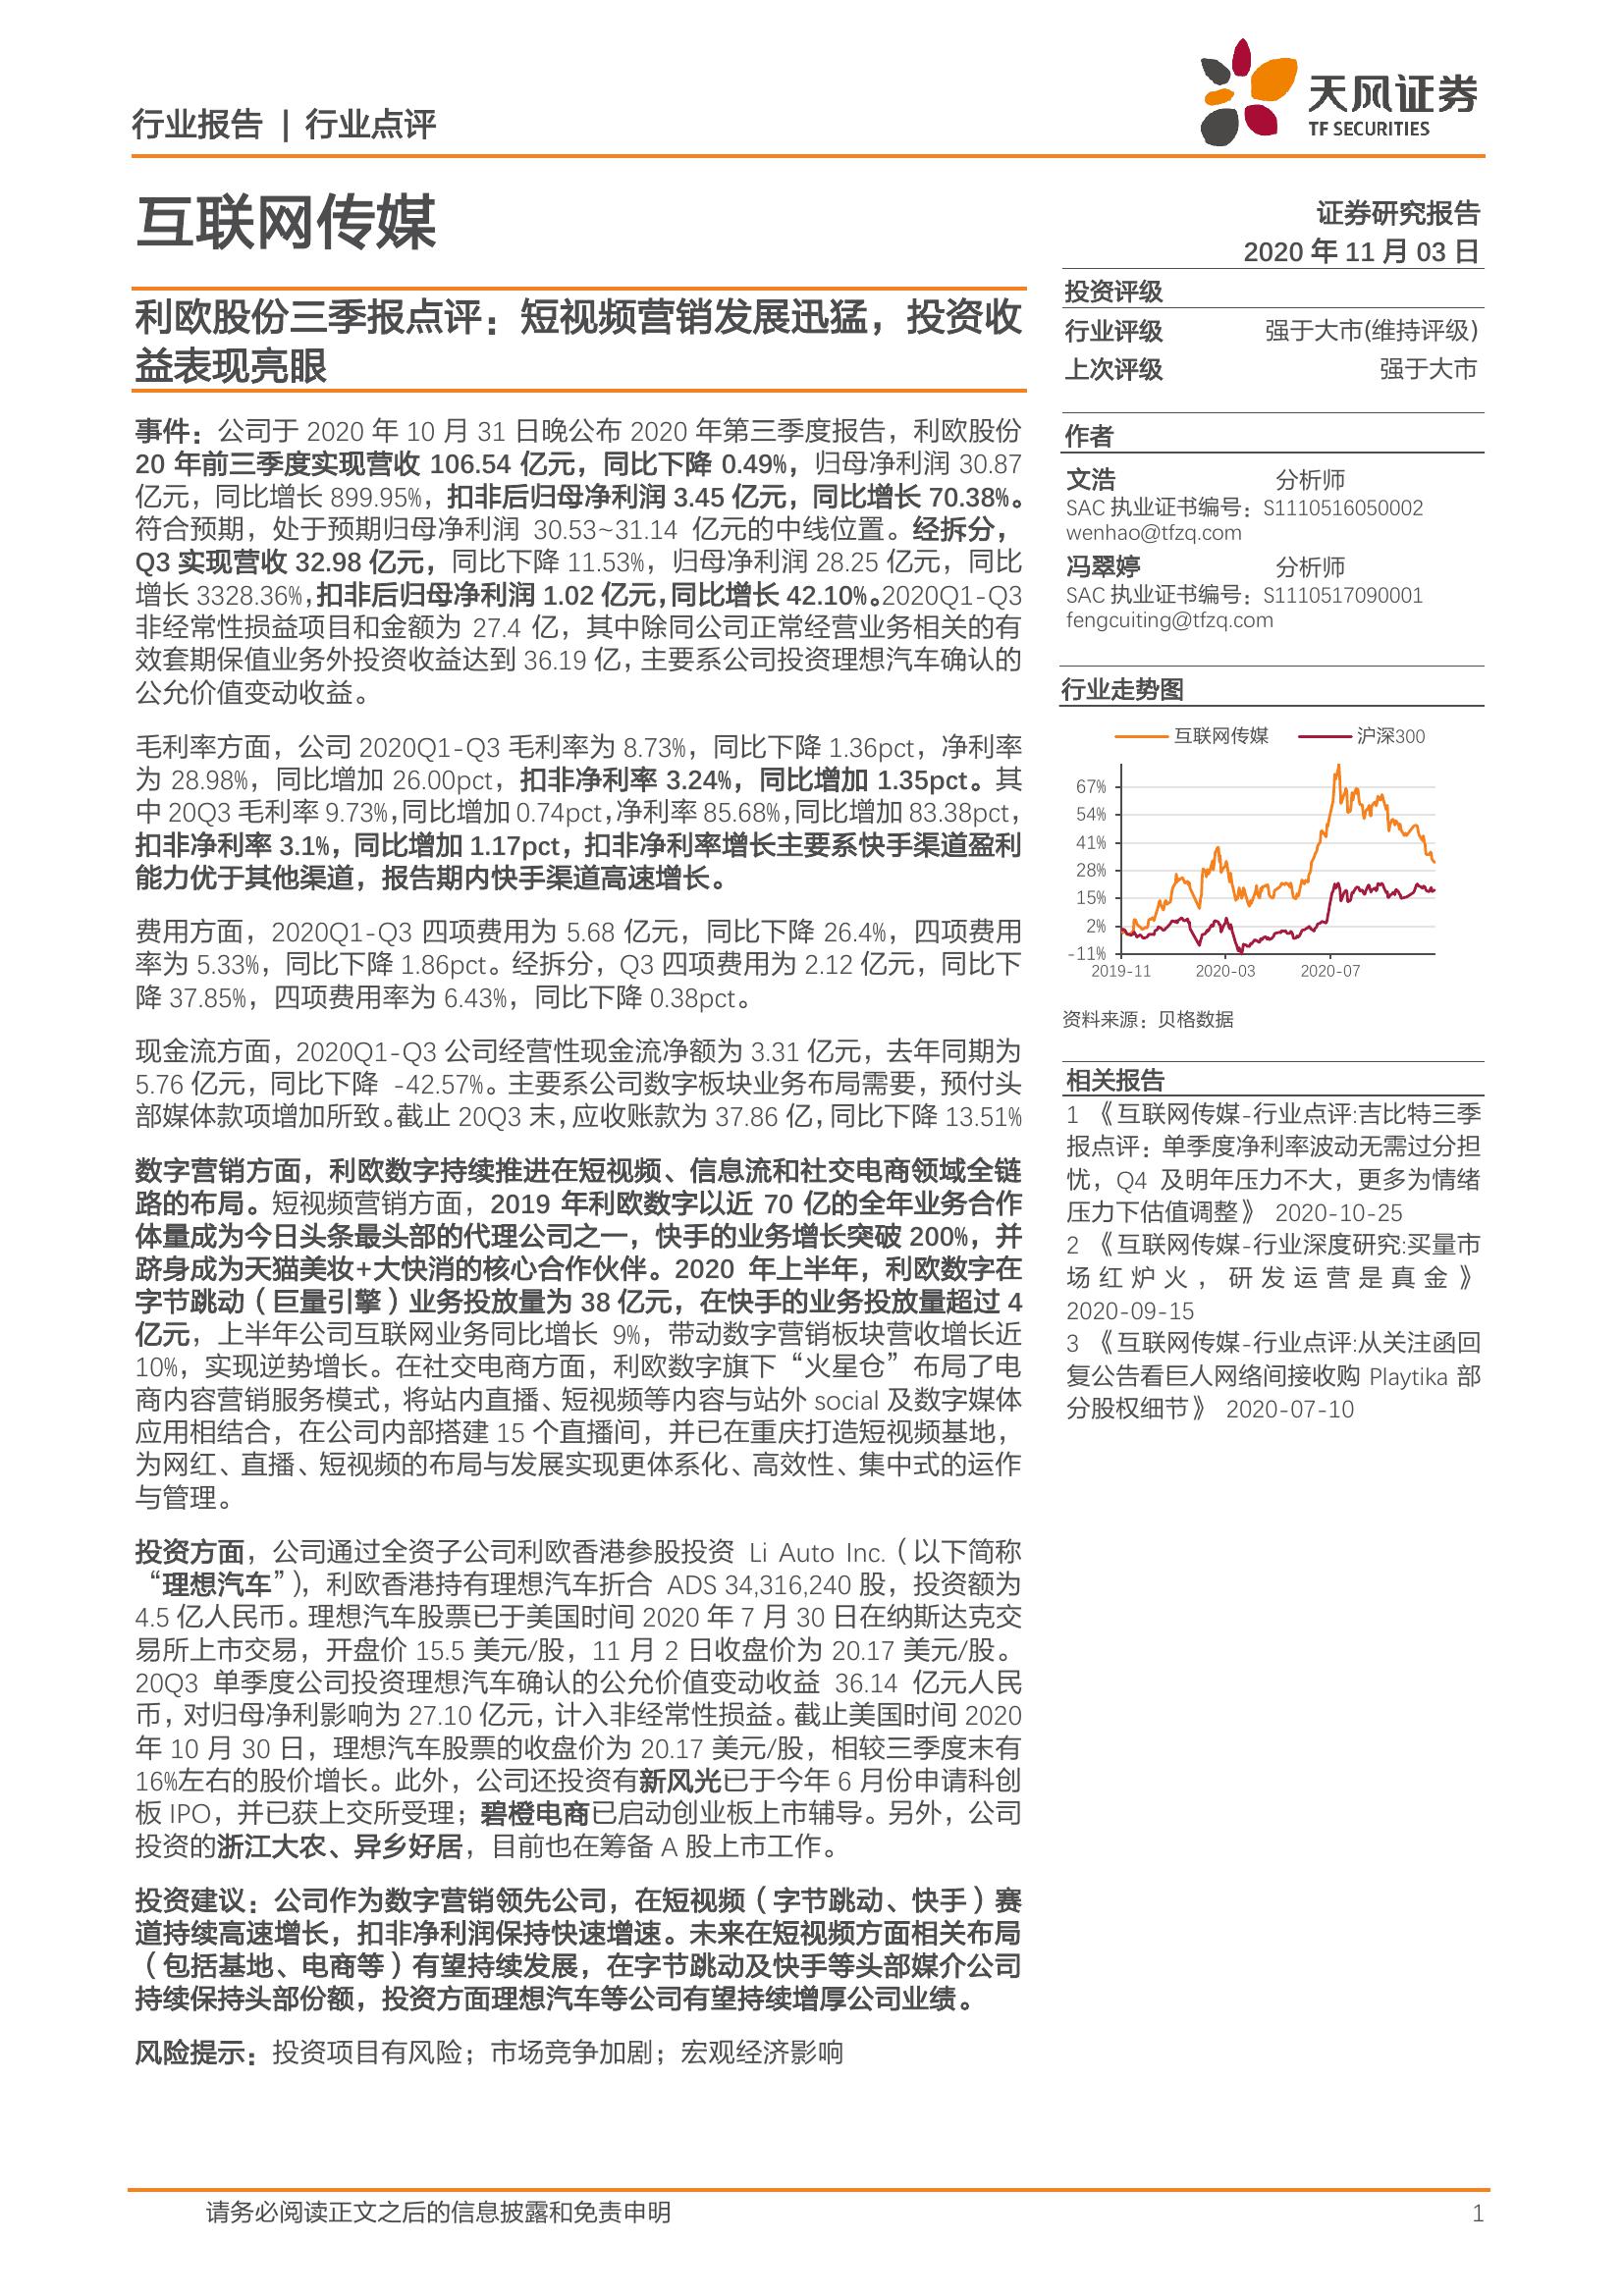 行业报告 | 行业点评
天风证券
TF SECURITIES
互联网传媒
证券研究报告
2020 年 11 月 03 日
利欧股份三季报点评：短视频营销发展迅猛，投资收
益表现亮眼
事件：公司于 2020 年 10 月 31 日晚公布 2020 年第三季度报告，利欧股份
20 年前三季度实现营收 106.54 亿元，同比下降 0.49%，归母净利润 30.87
亿元，同比增长 899.95%，扣非后归母净利润 3.45 亿元，同比增长 70.38%。
符合预期，处于预期归母净利润 30.53~31.14 亿元的中线位置。经拆分，
Q3 实现营收 32.98 亿元，同比下降 11.53%，归母净利润 28.25 亿元，同比
增长 3328.36%，扣非后归母净利润 1.02 亿元，同比增长 42.10%。2020Q1-Q3
非经常性损益项目和金额为 27.4 亿，其中除同公司正常经营业务相关的有
效套期保值业务外投资收益达到 36.19 亿，主要系公司投资理想汽车确认的
公允价值变动收益。
毛利率方面，公司 2020Q1-Q3 毛利率为 8.73%，同比下降 1.36pct，净利率
为 28.98%，同比增加 26.00pct，扣非净利率 3.24%，同比增加 1.35pct。其
中 20Q3 毛利率 9.73%，同比增加 0.74pct，净利率 85.68%，同比增加 83.38pct，
扣非净利率 3.1%，同比增加 1.17pct，扣非净利率增长主要系快手渠道盈利
能力优于其他渠道，报告期内快手渠道高速增长。
费用方面，2020Q1-Q3 四项费用为 5.68 亿元，同比下降 26.4%，四项费用
率为 5.33%，同比下降 1.86pct。经拆分，Q3 四项费用为 2.12 亿元，同比下
降 37.85%，四项费用率为 6.43%，同比下降 0.38pct。
现金流方面，2020Q1-Q3 公司经营性现金流净额为 3.31 亿元，去年同期为
5.76 亿元，同比下降 -42.57%。主要系公司数字板块业务布局需要，预付头
部媒体款项增加所致。截止 20Q3 末，应收账款为 37.86 亿，同比下降 13.51%
数字营销方面，利欧数字持续推进在短视频、信息流和社交电商领域全链
路的布局。短视频营销方面，2019 年利欧数字以近 70 亿的全年业务合作
体量成为今日头条最头部的代理公司之一，快手的业务增长突破 200%，并
跻身成为天猫美妆+大快消的核心合作伙伴。2020 年上半年，利欧数字在
字节跳动（巨量引擎）业务投放量为 38 亿元，在快手的业务投放量超过 4
亿元，上半年公司互联网业务同比增长 9%，带动数字营销板块营收增长近
10%，实现逆势增长。在社交电商方面，利欧数字旗下“火星仓”布局了电
商内容营销服务模式，将站内直播、短视频等内容与站外 social 及数字媒体
应用相结合，在公司内部搭建 15 个直播间，并已在重庆打造短视频基地，
为网红、直播、短视频的布局与发展实现更体系化、高效性、集中式的运作
与管理。
投资方面，公司通过全资子公司利欧香港参股投资 Li Auto Inc.（以下简称
“理想汽车”），利欧香港持有理想汽车折合 ADS 34,316,240 股，投资额为
4.5 亿人民币。理想汽车股票已于美国时间 2020 年 7 月 30 日在纳斯达克交
易所上市交易，开盘价 15.5 美元/股，11 月 2 日收盘价为 20.17 美元/股。
20Q3 单季度公司投资理想汽车确认的公允价值变动收益 36.14 亿元人民
币，对归母净利影响为 27.10 亿元，计入非经常性损益。截止美国时间 2020
年 10 月 30 日，理想汽车股票的收盘价为 20.17 美元/股，相较三季度末有
16%左右的股价增长。此外，公司还投资有新风光已于今年 6 月份申请科创
板 IPO，并已获上交所受理；碧橙电商已启动创业板上市辅导。另外，公司
投资的浙江大农、异乡好居，目前也在筹备 A 股上市工作。
投资建议：公司作为数字营销领先公司，在短视频（字节跳动、快手）赛
道持续高速增长，扣非净利润保持快速增速。未来在短视频方面相关布局
（包括基地、电商等）有望持续发展，在字节跳动及快手等头部媒介公司
持续保持头部份额，投资方面理想汽车等公司有望持续增厚公司业绩。
风险提示：投资项目有风险；市场竞争加剧；宏观经济影响
投资评级
行业评级 强于大市(维持评级)
上次评级 强于大市
作者
文浩 分析师
SAC 执业证书编号：S1110516050002
wenhao@tfzq.com
冯翠婷 分析师
SAC 执业证书编号：S1110517090001
fengcuiting@tfzq.com
行业走势图
互联网传媒 沪深300
67%
54%
41%
28%
15%
2%
-11%
2019-11 2020-03 2020-07
资料来源：贝格数据
相关报告
1 《互联网传媒-行业点评:吉比特三季
报点评：单季度净利率波动无需过分担
忧，Q4 及明年压力不大，更多为情绪
压力下估值调整》 2020-10-25
2 《互联网传媒-行业深度研究:买量市
场红炉火，研发运营是真金》
2020-09-15
3 《互联网传媒-行业点评:从关注函回
复公告看巨人网络间接收购 Playtika 部
分股权细节》 2020-07-10
请务必阅读正文之后的信息披露和免责申明
1